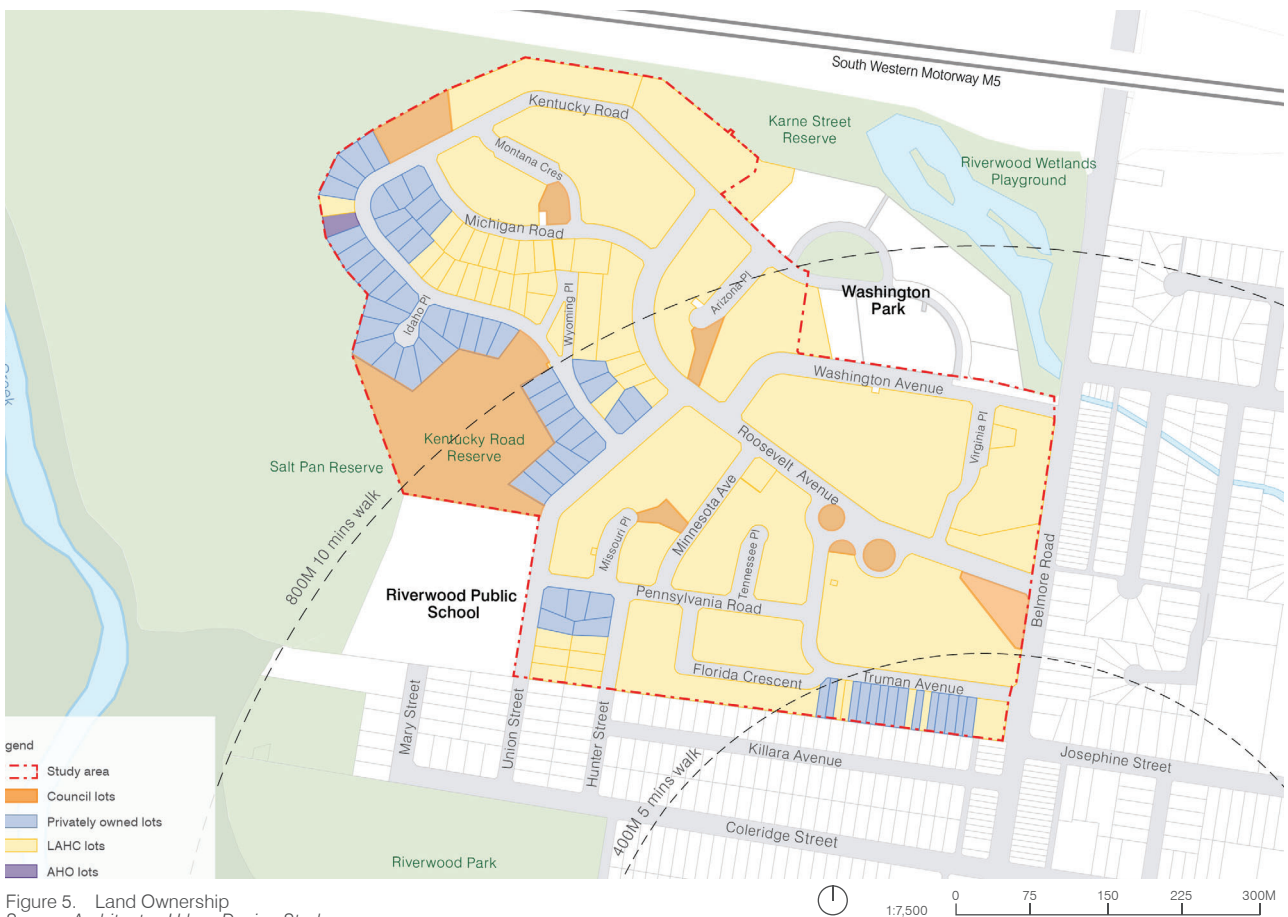 South Western Motorway M5
Karne Street
Reserve
Riverwood Wetlands
Playground
Kentucky Road
Montana Cres
Michigan Road
Wyoming Pl
Arizona Pl
Idaho Pl
Washington
Park
Washington Avenue
Virginia Pl
Roosevelt Avenue
Kentucky Road
Reserve
Salt Pan Reserve
Creek
800M 10 mins walk
Minnesota Ave
Missouri Pl
Tennessee Pl
Pennsylvania Road
Belmore Road
Riverwood Public
School
Florida Crescent
Truman Avenue
Mary Street
Union Street
Hunter Street
Killara Avenue
Josephine Street
400M 5 mins walk
Coleridge Street
Riverwood Park
gend
Study area
Council lots
Privately owned lots
LAHC lots
AHO lots
Figure 5. Land Ownership
1:7,500
0 75 150 225 300M